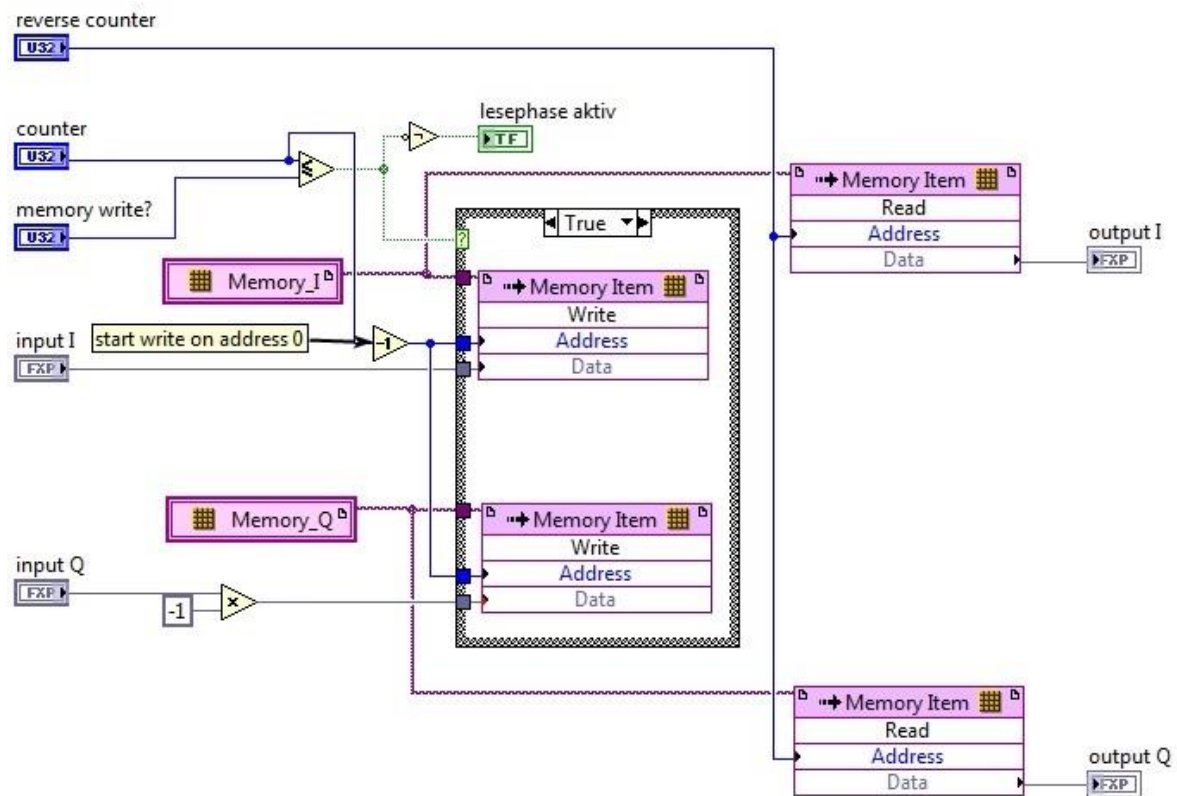 reverse counter
U32
counter
U32
memory write?
U32
lesephase aktiv
TF
True
?
Memory_I
Memory Item
Write
Address
Data
Memory Item
Read
Address
Data
output I
FXP
input I
FXP
start write on address 0
-1
Memory_Q
Memory Item
Write
Address
Data
input Q
FXP
-1
x
Memory Item
Read
Address
Data
output Q
FXP